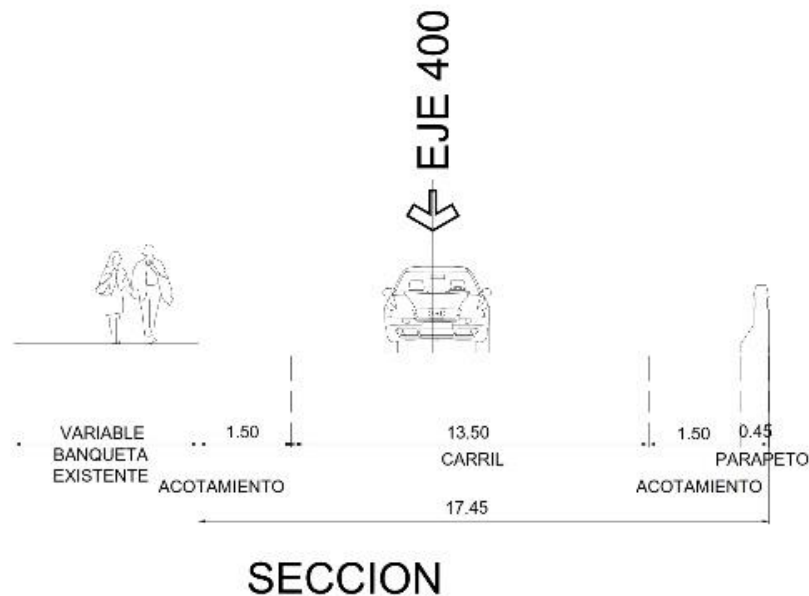 EJE 400
VARIABLE
BANQUETA
EXISTENTE
1.50
ACOTAMIENTO
13.50
CARRIL
1.50
ACOTAMIENTO
0.45
PARAPETO
17.45
SECCION